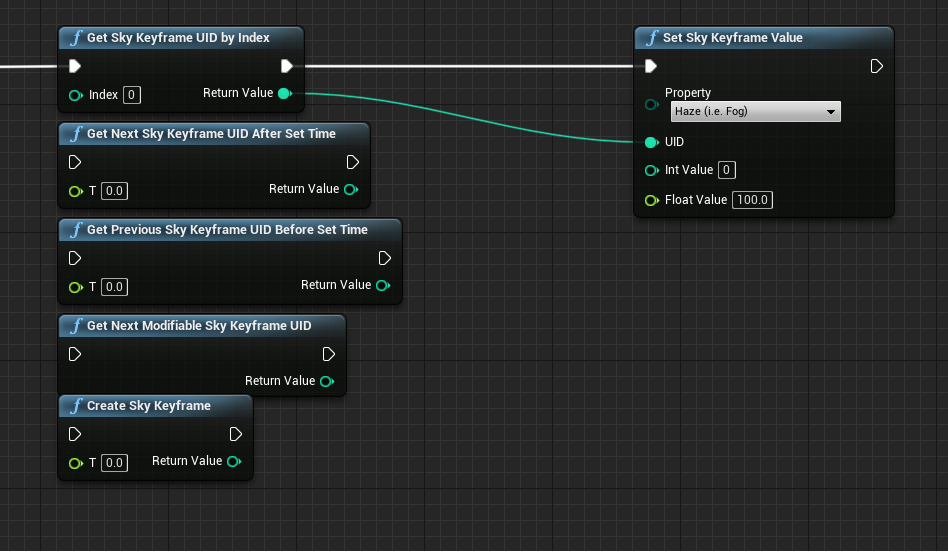 Get Sky Keyframe UID by Index
Index 0
Return Value
Set Sky Keyframe Value
Property
Haze (i.e. Fog)
UID
Int Value 0
Float Value 100.0
Get Next Sky Keyframe UID After Set Time
T 0.0
Return Value
Get Previous Sky Keyframe UID Before Set Time
T 0.0
Return Value
Get Next Modifiable Sky Keyframe UID
Return Value
Create Sky Keyframe
T 0.0
Return Value